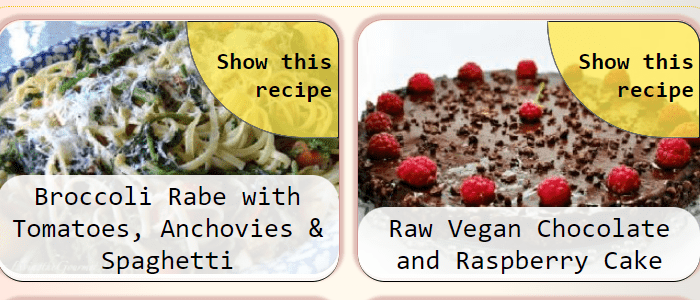 Show this
recipe
Broccoli Rabe with
Tomatoes, Anchovies &
Spaghetti
Show this
recipe
Raw Vegan Chocolate
and Raspberry Cake